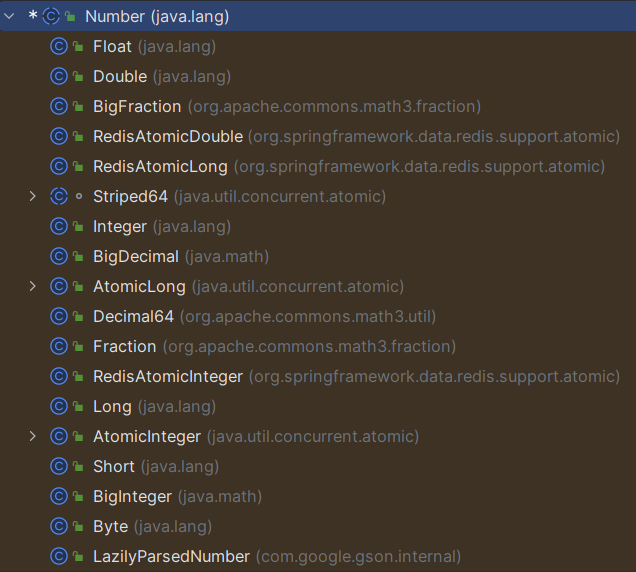 * Number (java.lang)
Float (java.lang)
Double (java.lang)
BigFraction (org.apache.commons.math3.fraction)
RedisAtomicDouble (org.springframework.data.redis.support.atomic)
RedisAtomicLong (org.springframework.data.redis.support.atomic)
Striped64 (java.util.concurrent.atomic)
Integer (java.lang)
BigDecimal (java.math)
AtomicLong (java.util.concurrent.atomic)
Decimal64 (org.apache.commons.math3.util)
Fraction (org.apache.commons.math3.fraction)
RedisAtomicInteger (org.springframework.data.redis.support.atomic)
Long (java.lang)
AtomicInteger (java.util.concurrent.atomic)
Short (java.lang)
BigInteger (java.math)
Byte (java.lang)
LazilyParsedNumber (com.google.gson.internal)